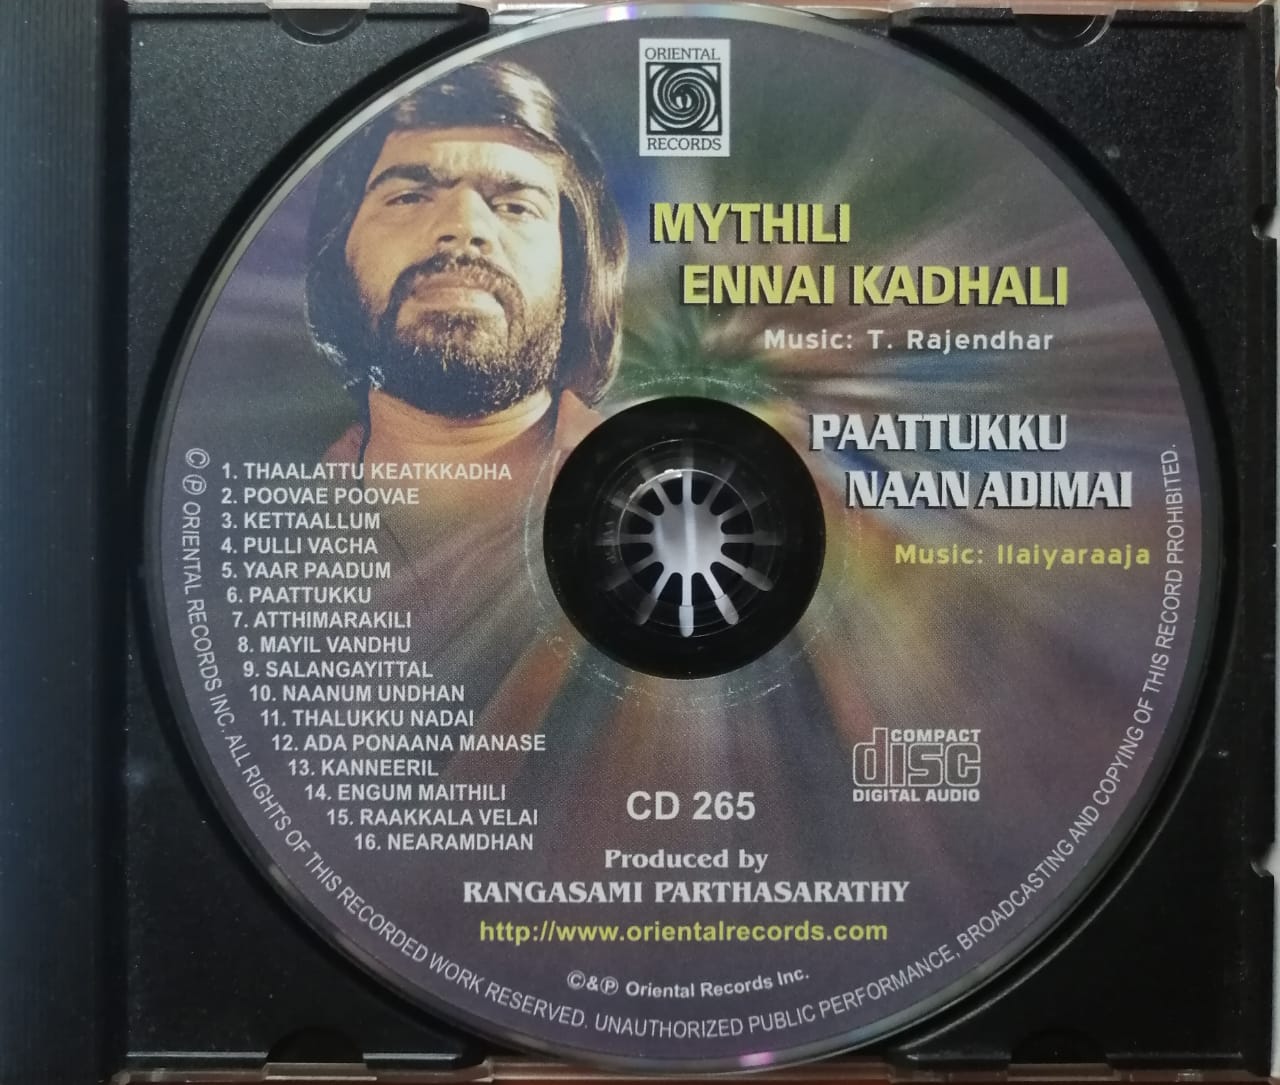 ORIENTAL
RECORDS
MYTHILI
ENNAI KADHALI
Music: T. Rajendhar
PAATTUKKU
NAAN ADIMAI
Music: Ilaiyaraaja
1. THAALATTU KEATKKADHA
2. POOVAE POOVAE
3. KETTAALLUM
4. PULLI VACHA
5. YAAR PAADUM
6. PAATTUKKU
7. ATTHIMARAKILI
8. MAYIL VANDHU
9. SALANGAYITTAL
10. NAANUM UNDHAN
11. THALUKKU NADAI
12. ADA PONAANA MANASE
13. KANNEERIL
14. ENGUM MAITHILI
15. RAAKKALA VELAI
16. NEARAMDHAN
COMPACT
disc
DIGITAL AUDIO
CD 265
Produced by
RANGASAMI PARTHASARATHY
http://www.orientalrecords.com
©&℗ Oriental Records Inc.
© ℗ ORIENTAL RECORDS INC. ALL RIGHTS OF THIS RECORDED WORK RESERVED. UNAUTHORIZED PUBLIC PERFORMANCE, BROADCASTING AND COPYING OF THIS RECORD PROHIBITED.